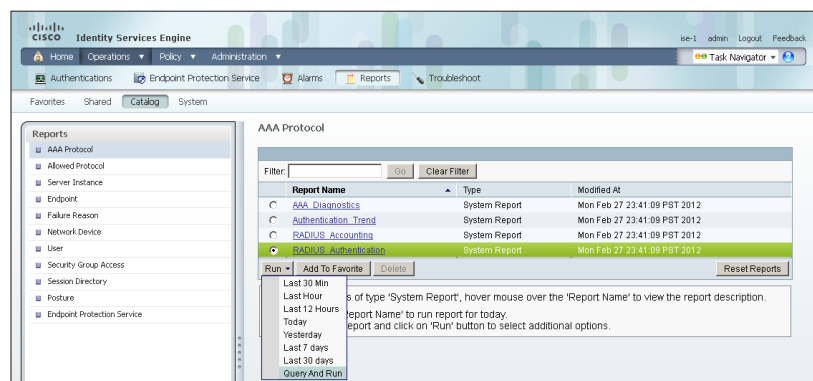 CISCO Identity Services Engine
ise-1 admin Logout Feedback
Home Operations Policy Administration
Task Navigator
Authentications Endpoint Protection Service Alarms Reports Troubleshoot
Favorites Shared Catalog System
Reports
AAA Protocol
Allowed Protocol
Server Instance
Endpoint
Failure Reason
Network Device
User
Security Group Access
Session Directory
Posture
Endpoint Protection Service
AAA Protocol
Filter: Go Clear Filter
Report Name Type Modified At
AAA_Diagnostics System Report Mon Feb 27 23:41:09 PST 2012
Authentication_Trend System Report Mon Feb 27 23:41:09 PST 2012
RADIUS_Accounting System Report Mon Feb 27 23:41:09 PST 2012
RADIUS_Authentication System Report Mon Feb 27 23:41:09 PST 2012
Run Add To Favorite Delete Reset Reports
Last 30 Min
Last Hour
Last 12 Hours
Today
Yesterday
Last 7 days
Last 30 days
Query And Run
s of type 'System Report', hover mouse over the 'Report Name' to view the report description.
Report Name' to run report for today.
eport and click on 'Run' button to select additional options.